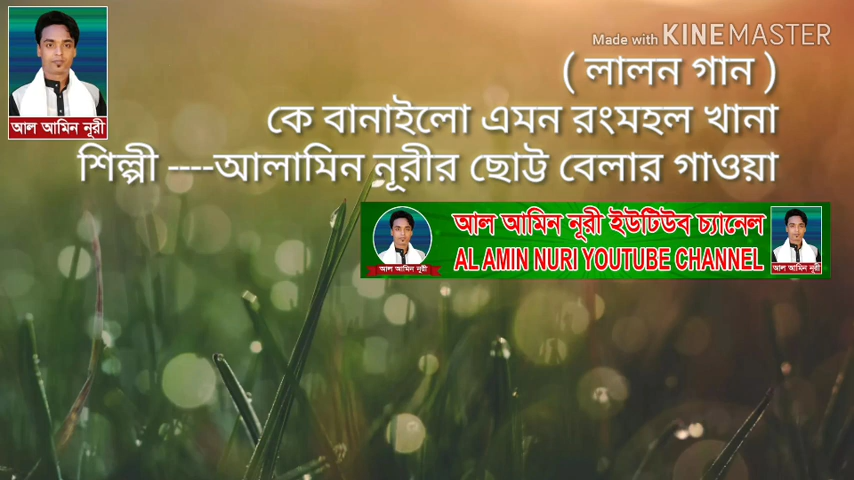 Made with KINEMASTER
( লালন গান )
কে বানাইলো এমন রংমহল খানা
শিল্পী ----আলামিন নূরীর ছোট্ট বেলার গাওয়া
আল আমিন নূরী
আল আমিন নূরী ইউটিউব চ্যানেল
AL AMIN NURI YOUTUBE CHANNEL
আল আমিন নূরী
আল আমিন নূরী